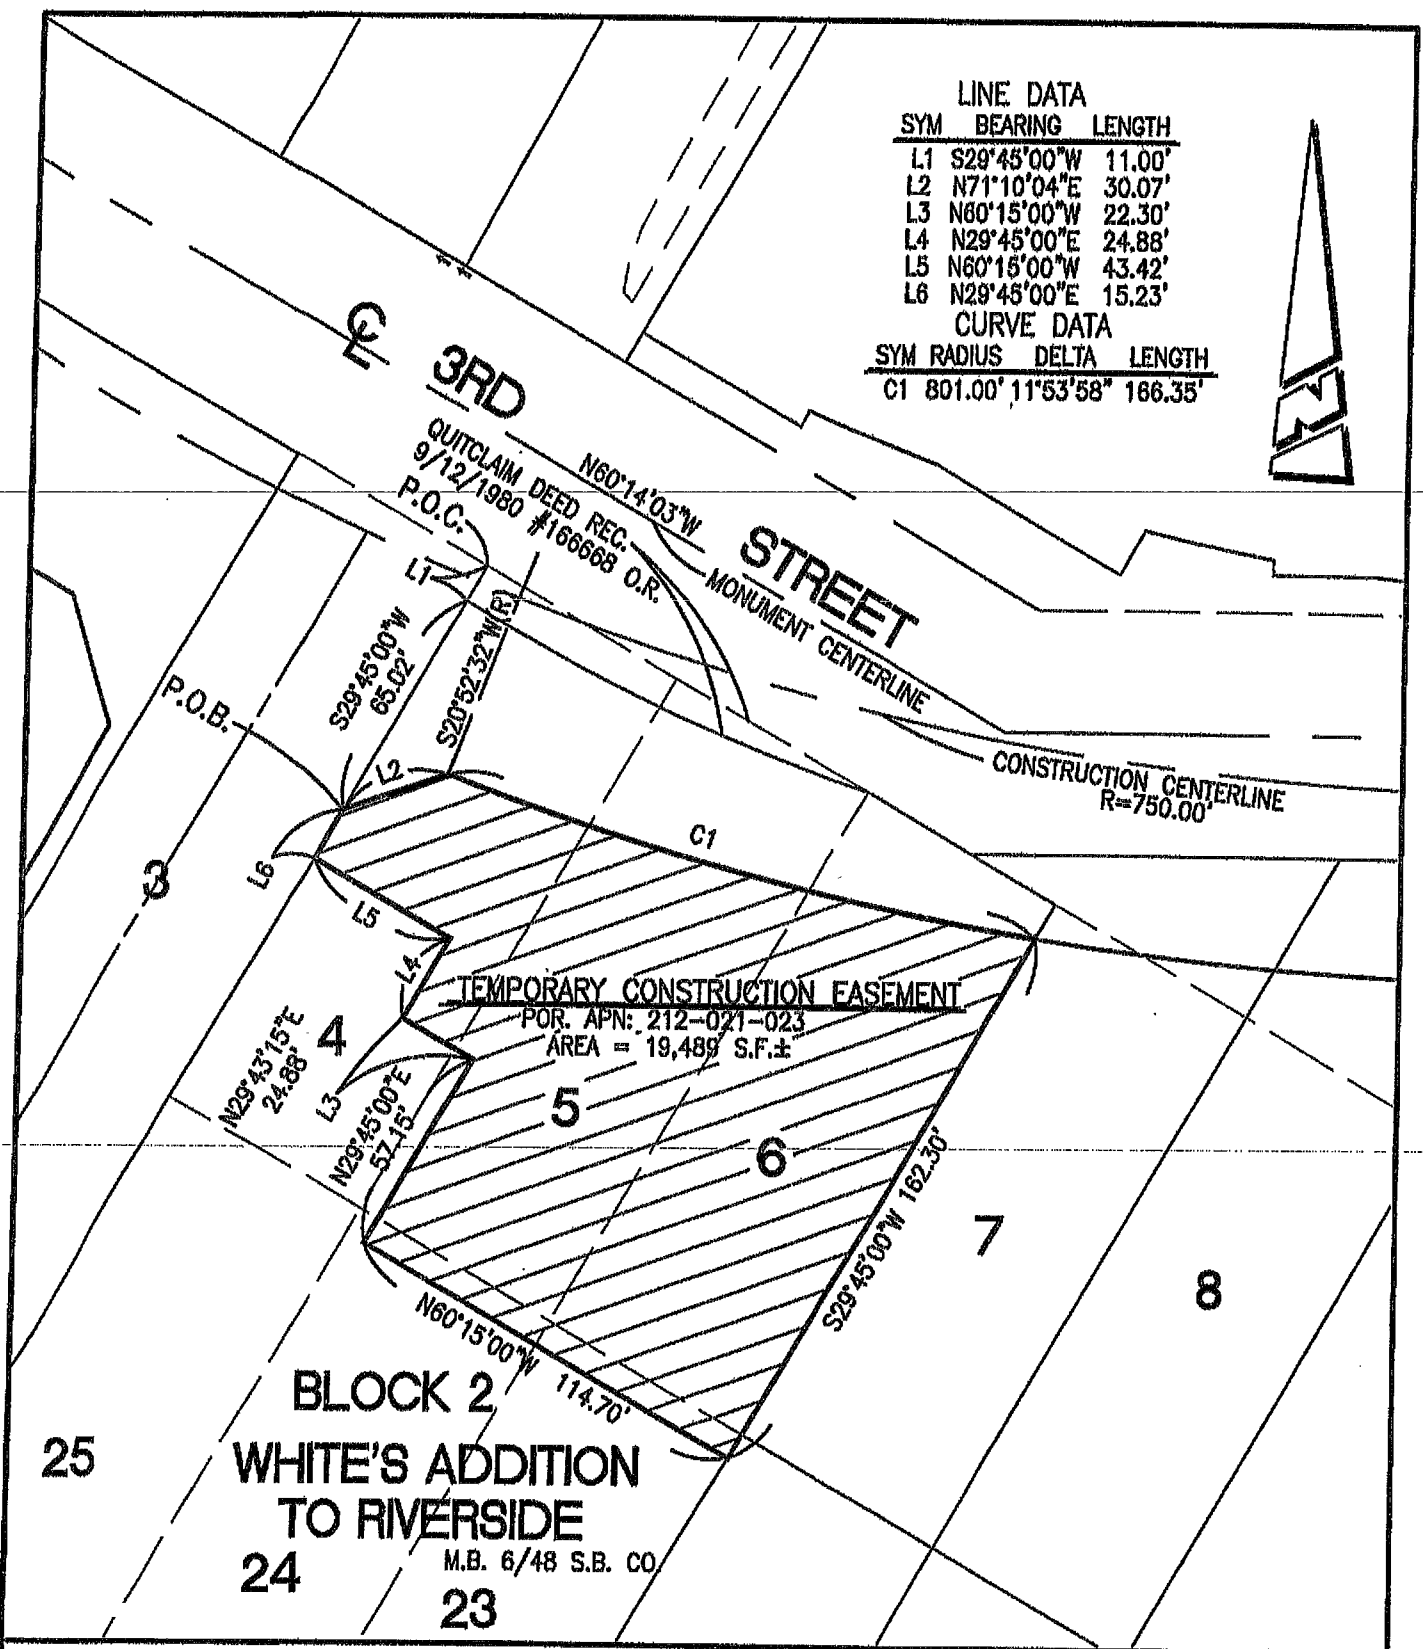 LINE DATA
SYM BEARING LENGTH
L1 S29°45'00"W 11.00'
L2 N71°10'04"E 30.07'
L3 N60°15'00"W 22.30'
L4 N29°45'00"E 24.88'
L5 N60°15'00"W 43.42'
L6 N29°45'00"E 15.23'
CURVE DATA
SYM RADIUS DELTA LENGTH
C1 801.00' 11°53'58" 166.35'
N
CL
3RD
STREET
QUITCLAIM DEED REC.
9/12/1980 #166668 O.R.
N60°14'03"W
MONUMENT CENTERLINE
CONSTRUCTION CENTERLINE
R=750.00'
P.O.C.
L1
S29°45'00"W
65.02'
S20°52'32"W(R)
P.O.B.
L2
C1
L6
L5
L4
3
TEMPORARY CONSTRUCTION EASEMENT
POR. APN: 212-021-023
AREA = 19,489 S.F.±
4
N29°43'15"E
24.88'
L3
N29°45'00"E
57.15'
5
6
S29°45'00"W 162.30'
7
8
N60°15'00"W 114.70'
BLOCK 2
WHITE'S ADDITION
TO RIVERSIDE
M.B. 6/48 S.B. CO.
25
24
23